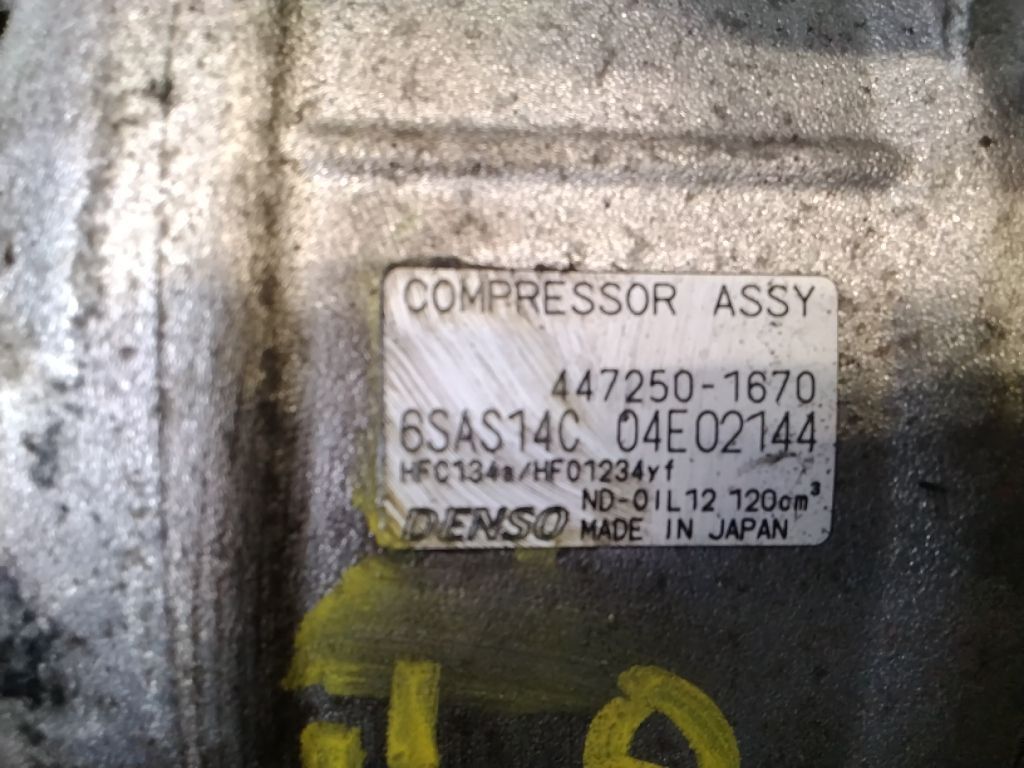 COMPRESSOR ASSY
447250-1670
6SAS14C 04E02144
HFC134a/HFO1234yf
ND-OIL12 120cm³
DENSO MADE IN JAPAN